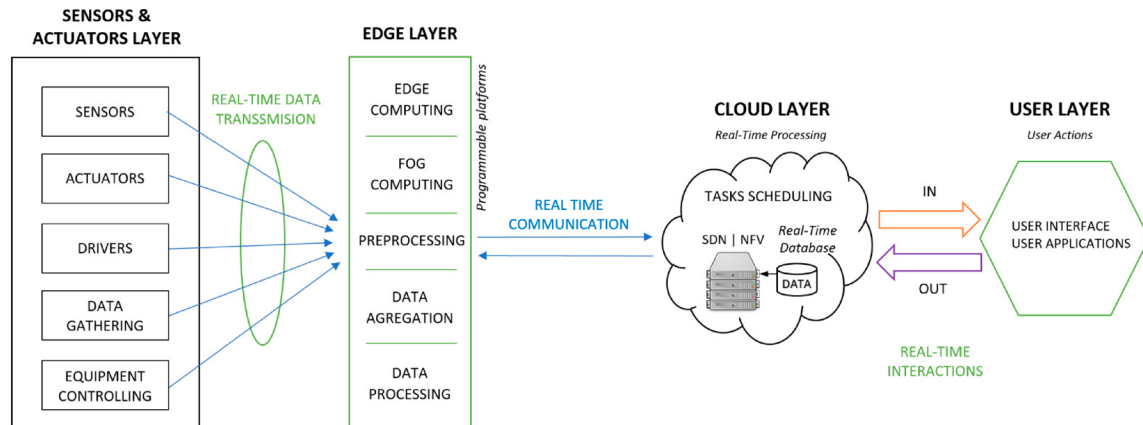 SENSORS &
ACTUATORS LAYER
SENSORS
ACTUATORS
DRIVERS
DATA
GATHERING
EQUIPMENT
CONTROLLING
REAL-TIME DATA
TRANSSMISION
EDGE LAYER
EDGE
COMPUTING
FOG
COMPUTING
PREPROCESSING
DATA
AGREGATION
DATA
PROCESSING
Programmable platforms
REAL TIME
COMMUNICATION
CLOUD LAYER
Real-Time Processing
TASKS SCHEDULING
SDN | NFV
Real-Time
Database
DATA
IN
OUT
REAL-TIME
INTERACTIONS
USER LAYER
User Actions
USER INTERFACE
USER APPLICATIONS